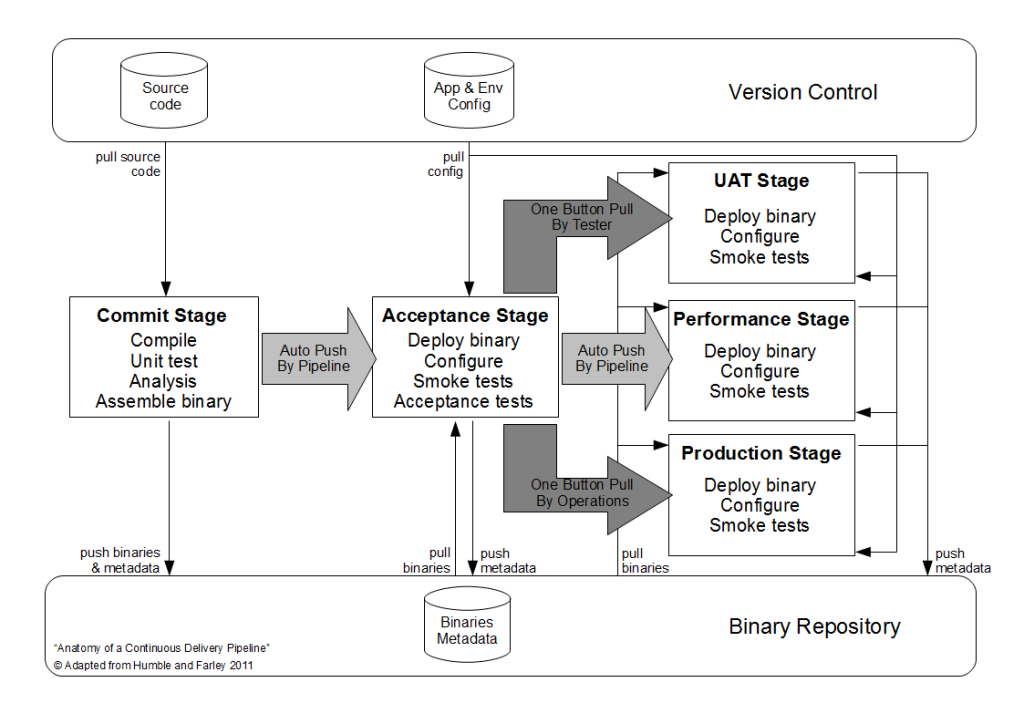 Source
code
App & Env
Config
Version Control
pull source
code
pull
config
UAT Stage
Deploy binary
Configure
Smoke tests
One Button Pull
By Tester
Commit Stage
Compile
Unit test
Analysis
Assemble binary
Auto Push
By Pipeline
Acceptance Stage
Deploy binary
Configure
Smoke tests
Acceptance tests
Auto Push
By Pipeline
Performance Stage
Deploy binary
Configure
Smoke tests
One Button Pull
By Operations
Production Stage
Deploy binary
Configure
Smoke tests
push binaries
& metadata
pull
binaries
push
metadata
pull
binaries
push
metadata
Binaries
Metadata
Binary Repository
“Anatomy of a Continuous Delivery Pipeline”
© Adapted from Humble and Farley 2011